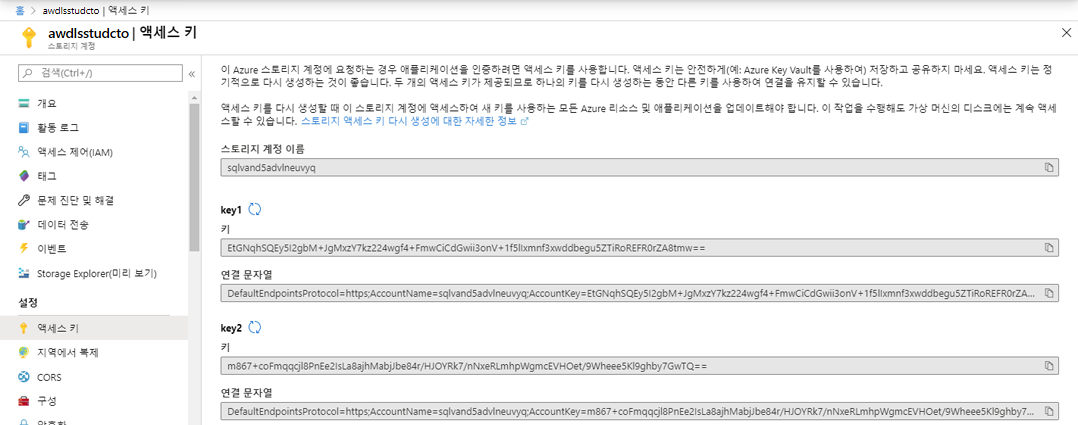 홈 > awdlsstudcto | 액세스 키
awdlsstudcto | 액세스 키
스토리지 계정
검색(Ctrl+/)
개요
활동 로그
액세스 제어(IAM)
태그
문제 진단 및 해결
데이터 전송
이벤트
Storage Explorer(미리 보기)
설정
액세스 키
지역에서 복제
CORS
구성
암호화
이 Azure 스토리지 계정에 요청하는 경우 애플리케이션을 인증하려면 액세스 키를 사용합니다. 액세스 키는 안전하게(예: Azure Key Vault를 사용하여) 저장하고 공유하지 마세요. 액세스 키는 정
기적으로 다시 생성하는 것이 좋습니다. 두 개의 액세스 키가 제공되므로 하나의 키를 다시 생성하는 동안 다른 키를 사용하여 연결을 유지할 수 있습니다.
액세스 키를 다시 생성할 때 이 스토리지 계정에 액세스하여 새 키를 사용하는 모든 Azure 리소스 및 애플리케이션을 업데이트해야 합니다. 이 작업을 수행해도 가상 머신의 디스크에는 계속 액세
스할 수 있습니다. 스토리지 액세스 키 다시 생성에 대한 자세한 정보
스토리지 계정 이름
sqlvand5advlneuvyq
key1
키
EtGNqhSQEy5I2gbM+JgMxzY7kz224wgf4+FmwCiCdGwii3onV+1f5lIxmnf3xwddbegu5ZTiRoREFR0rZA8tmw==
연결 문자열
DefaultEndpointsProtocol=https;AccountName=sqlvand5advlneuvyq;AccountKey=EtGNqhSQEy5I2gbM+JgMxzY7kz224wgf4+FmwCiCdGwii3onV+1f5lIxmnf3xwddbegu5ZTiRoREFR0rZA...
key2
키
m867+coFmqqcjl8PnEe2IsLa8ajhMabjJbe84r/HJOYRk7/nNxeRLmhpWgmcEVHOet/9Wheee5Kl9ghby7GwTQ==
연결 문자열
DefaultEndpointsProtocol=https;AccountName=sqlvand5advlneuvyq;AccountKey=m867+coFmqqcjl8PnEe2IsLa8ajhMabjJbe84r/HJOYRk7/nNxeRLmhpWgmcEVHOet/9Wheee5Kl9ghby7...